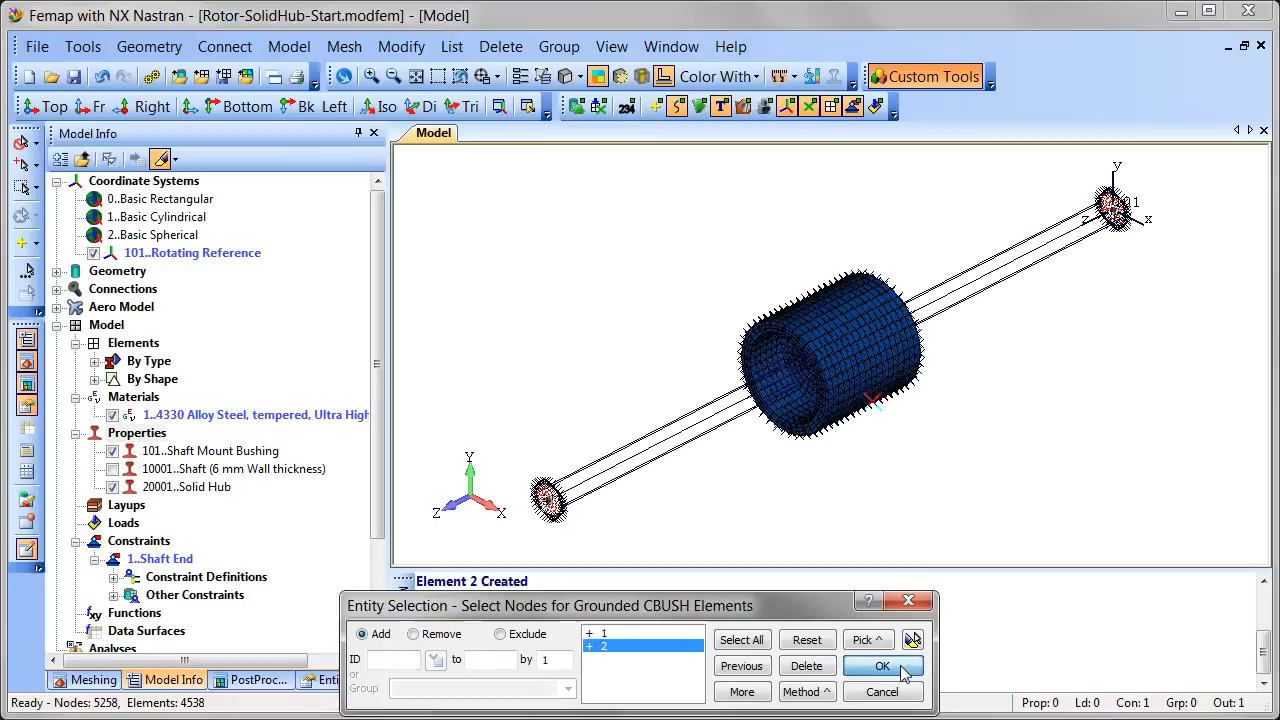 Femap with NX Nastran - [Rotor-SolidHub-Start.modfem] - [Model]
File Tools Geometry Connect Model Mesh Modify List Delete Group View Window Help
Color With
Custom Tools
Top Fr Right Bottom Bk Left Iso Di Tri
234
Model Info
Model
Coordinate Systems
0..Basic Rectangular
1..Basic Cylindrical
2..Basic Spherical
101..Rotating Reference
Geometry
Connections
Aero Model
Model
Elements
By Type
By Shape
Materials
1..4330 Alloy Steel, tempered, Ultra High
Properties
101..Shaft Mount Bushing
10001..Shaft (6 mm Wall thickness)
20001..Solid Hub
Layups
Loads
Constraints
1..Shaft End
Constraint Definitions
Other Constraints
Functions
Data Surfaces
Analyses
y
z
x
Y
Z
X
Element 2 Created
Entity Selection - Select Nodes for Grounded CBUSH Elements
Add Remove Exclude
ID to by 1
or
Group
+ 1
+ 2
Select All Reset Pick ^
Previous Delete OK
More Method ^ Cancel
Meshing Model Info PostProc... Enti
Ready - Nodes: 5258, Elements: 4538
Prop: 0 Ld: 0 Con: 1 Grp: 0 Out: 1